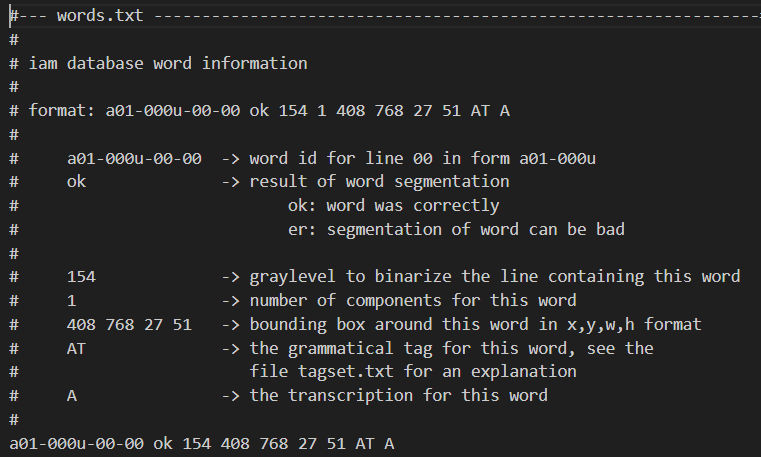 #--- words.txt ---------------------------------------------------------------#
#
# iam database word information
#
# format: a01-000u-00-00 ok 154 1 408 768 27 51 AT A
#
#     a01-000u-00-00  -> word id for line 00 in form a01-000u
#     ok              -> result of word segmentation
#                            ok: word was correctly
#                            er: segmentation of word can be bad
#
#     154             -> graylevel to binarize the line containing this word
#     1               -> number of components for this word
#     408 768 27 51   -> bounding box around this word in x,y,w,h format
#     AT              -> the grammatical tag for this word, see the
#                        file tagset.txt for an explanation
#     A               -> the transcription for this word
#
a01-000u-00-00 ok 154 408 768 27 51 AT A